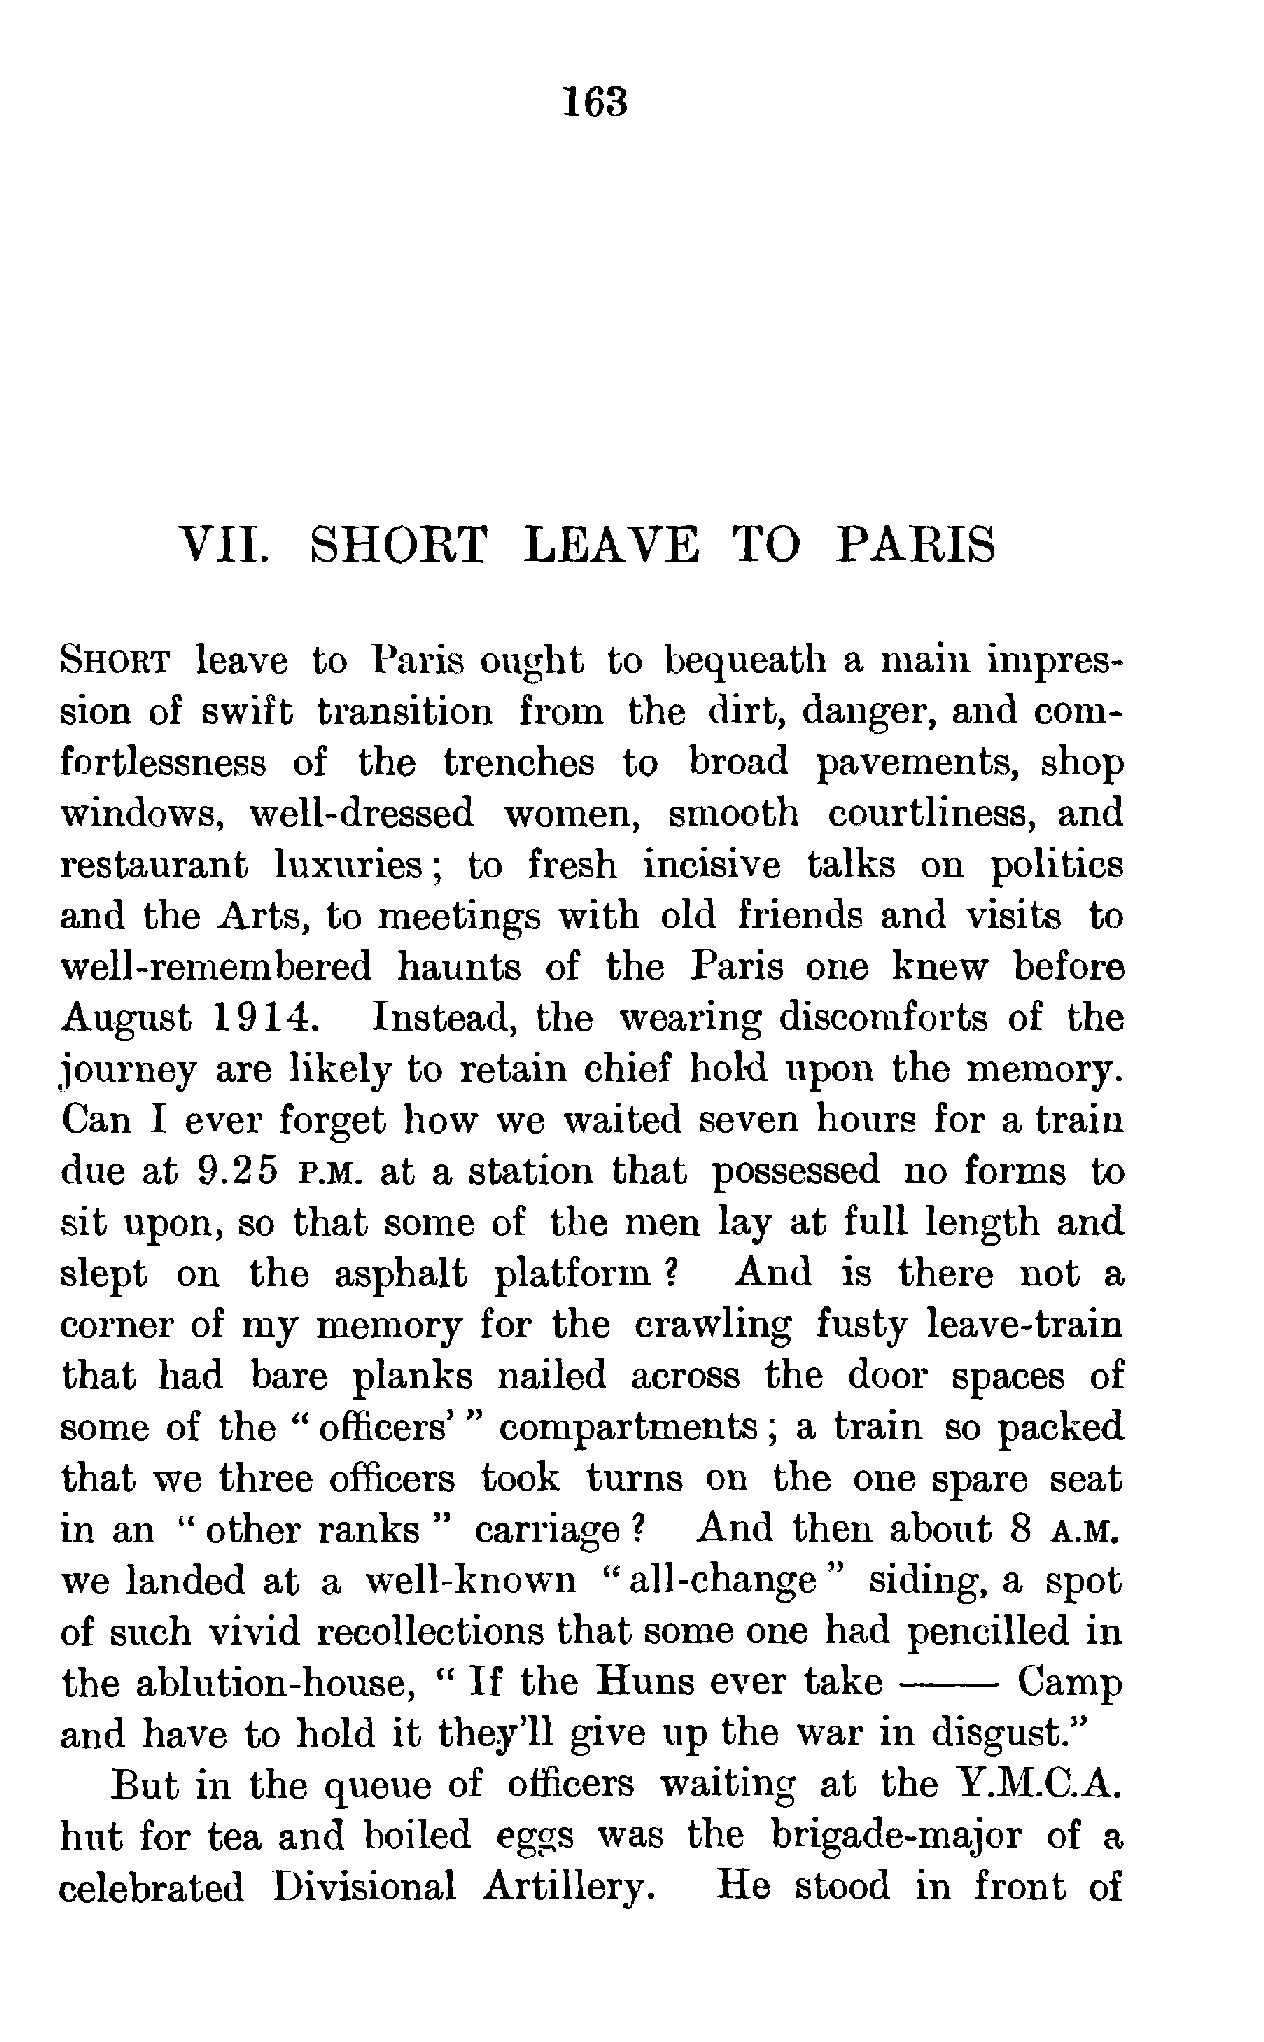 163
VII. SHORT LEAVE TO PARIS
SHORT leave to Paris ought to bequeath a main impres-
sion of swift transition from the dirt, danger, and com-
fortlessness of the trenches to broad pavements, shop
windows, well-dressed women, smooth courtliness, and
restaurant luxuries; to fresh incisive talks on politics
and the Arts, to meetings with old friends and visits to
well-remembered haunts of the Paris one knew before
August 1914. Instead, the wearing discomforts of the
journey are likely to retain chief hold upon the memory.
Can I ever forget how we waited seven hours for a train
due at 9.25 P.M. at a station that possessed no forms to
sit upon, so that some of the men lay at full length and
slept on the asphalt platform? And is there not a
corner of my memory for the crawling fusty leave-train
that had bare planks nailed across the door spaces of
some of the "officers'" compartments; a train so packed
that we three officers took turns on the one spare seat
in an "other ranks" carriage? And then about 8 A.M.
we landed at a well-known "all-change" siding, a spot
of such vivid recollections that some one had pencilled in
the ablution-house, "If the Huns ever take —— Camp
and have to hold it they'll give up the war in disgust."
But in the queue of officers waiting at the Y.M.C.A.
hut for tea and boiled eggs was the brigade-major of a
celebrated Divisional Artillery. He stood in front of